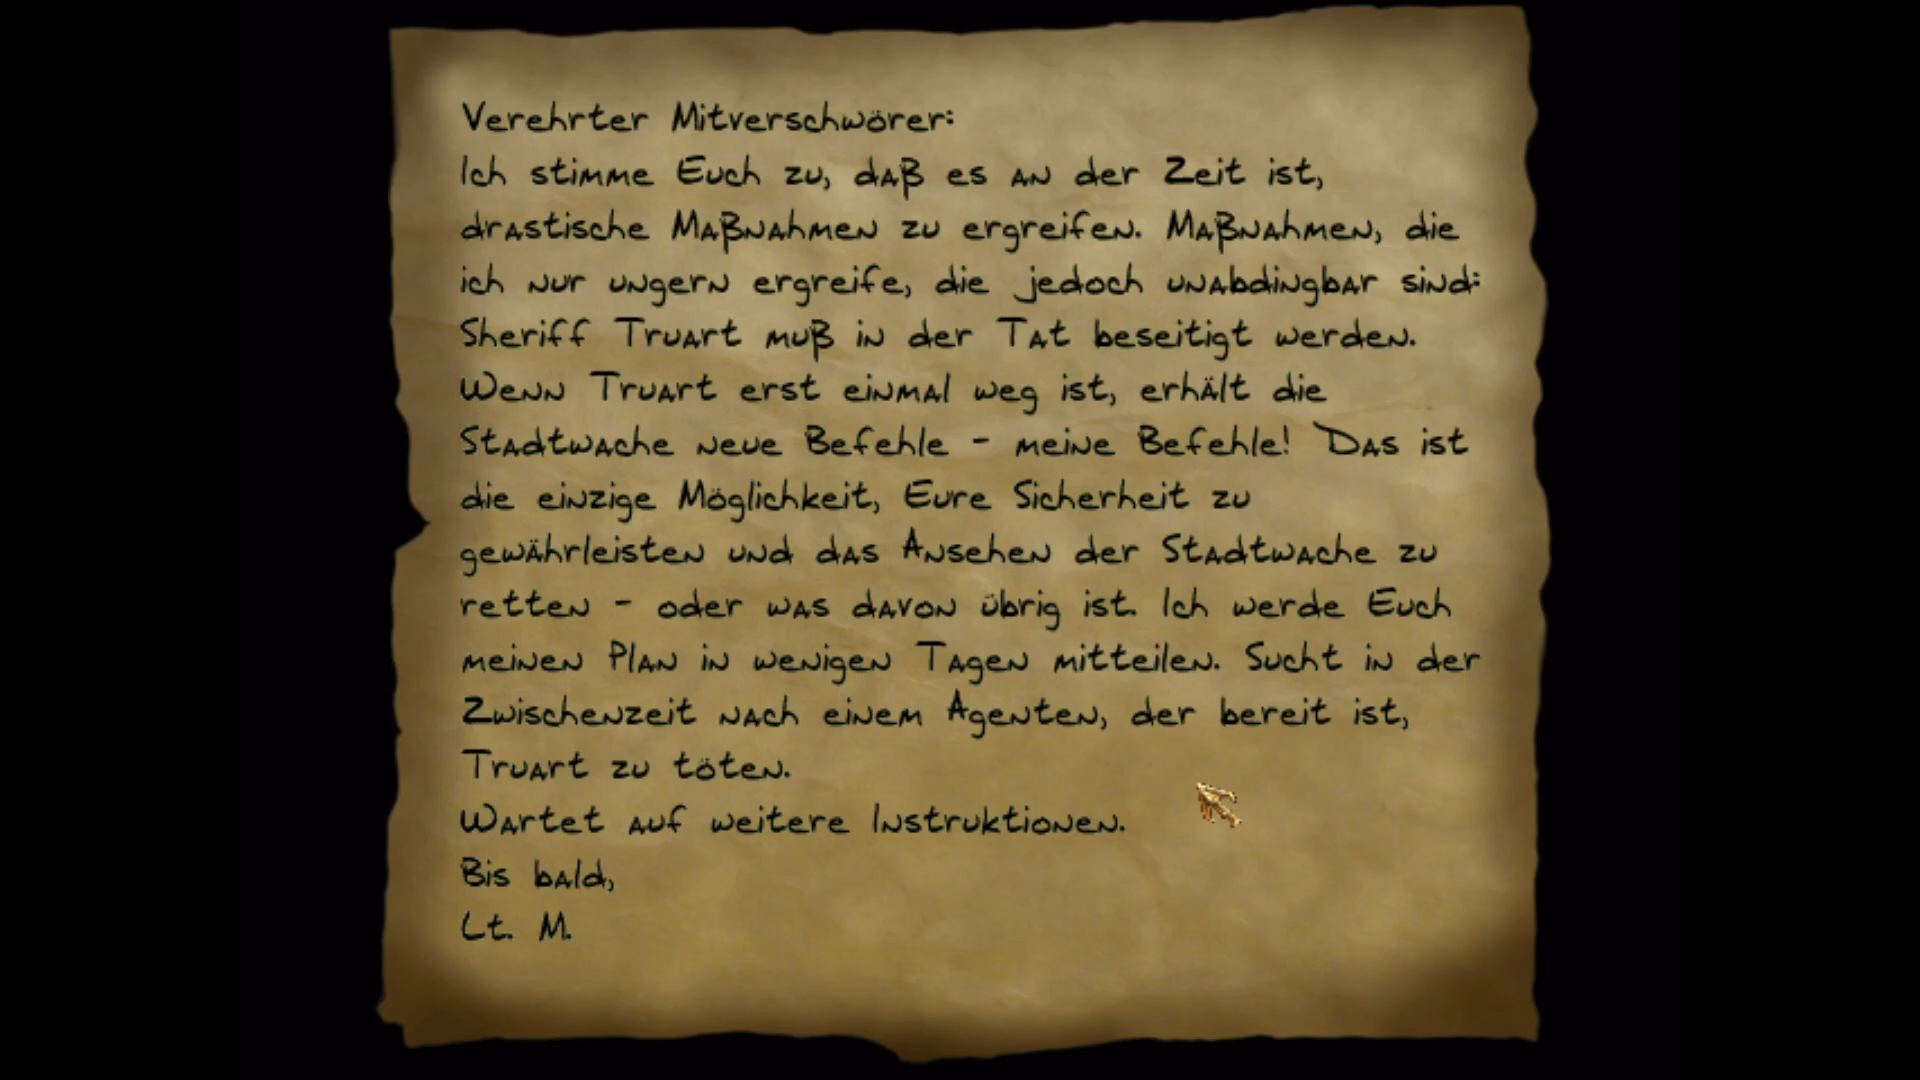 Verehrter Mitverschwörer:
Ich stimme Euch zu, daß es an der Zeit ist,
drastische Maßnahmen zu ergreifen. Maßnahmen, die
ich nur ungern ergreife, die jedoch unabdingbar sind:
Sheriff Truart muß in der Tat beseitigt werden.
Wenn Truart erst einmal weg ist, erhält die
Stadtwache neue Befehle - meine Befehle! Das ist
die einzige Möglichkeit, Eure Sicherheit zu
gewährleisten und das Ansehen der Stadtwache zu
retten - oder was davon übrig ist. Ich werde Euch
meinen Plan in wenigen Tagen mitteilen. Sucht in der
Zwischenzeit nach einem Agenten, der bereit ist,
Truart zu töten.
Wartet auf weitere Instruktionen.
Bis bald,
Lt. M.